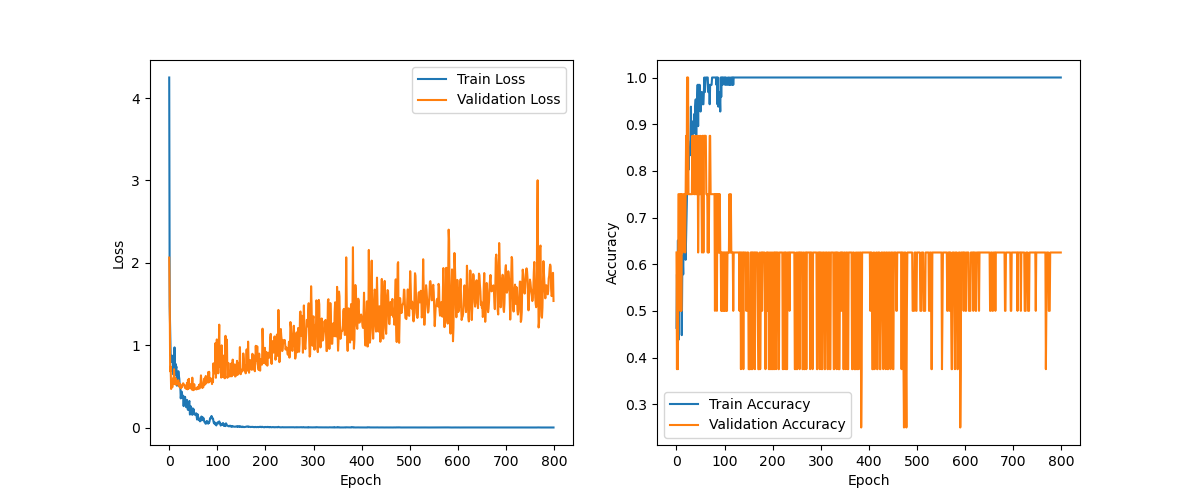 Train Loss
Validation Loss
4
3
2
1
0
Loss
0 100 200 300 400 500 600 700 800
Epoch
1.0
0.9
0.8
0.7
0.6
0.5
0.4
0.3
Accuracy
Train Accuracy
Validation Accuracy
0 100 200 300 400 500 600 700 800
Epoch